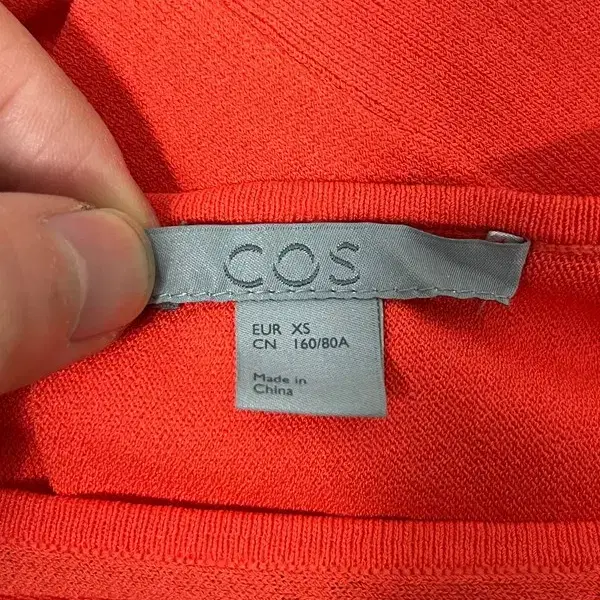 COS
EUR XS
CN 160/80A
Made in
China